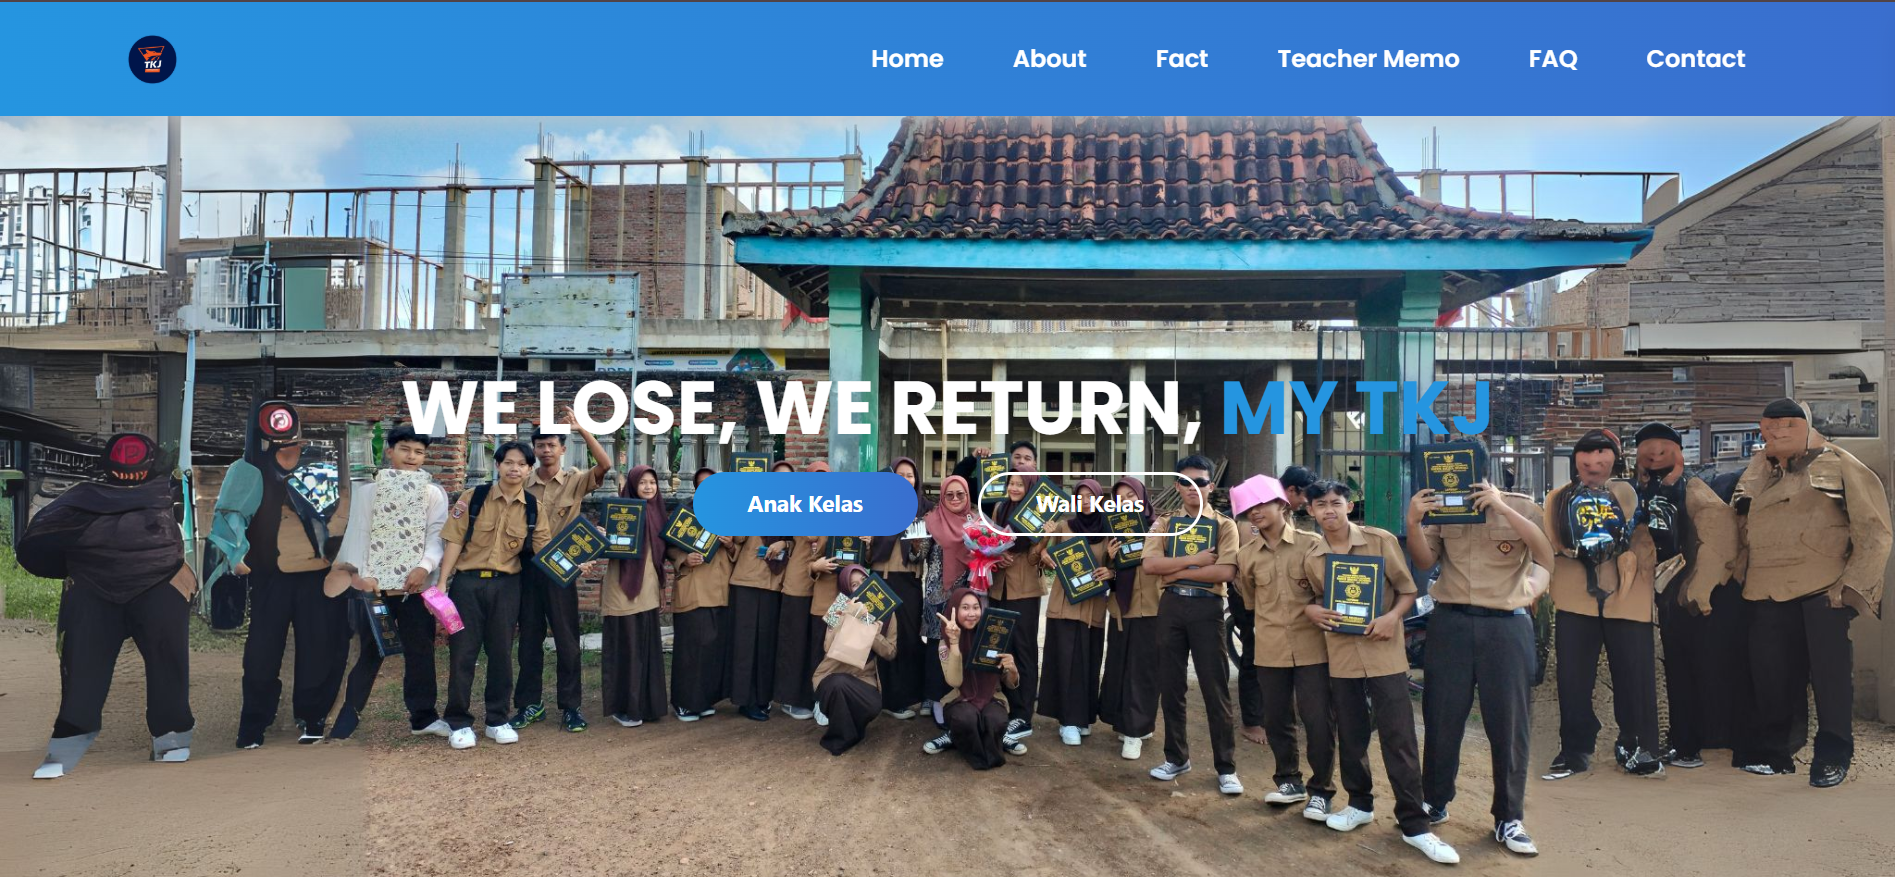 TKJ
Home
About
Fact
Teacher Memo
FAQ
Contact
WE LOSE, WE RETURN, MY TKJ
Anak Kelas
Wali Kelas